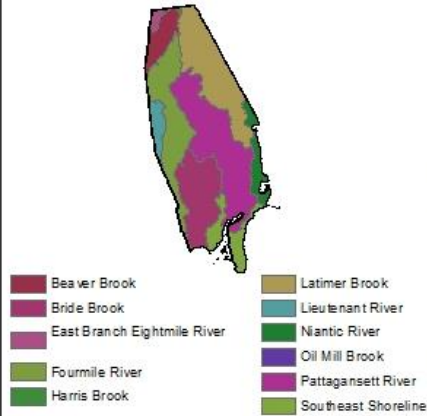 Beaver Brook
Bride Brook
East Branch Eightmile River
Fourmile River
Harris Brook
Latimer Brook
Lieutenant River
Niantic River
Oil Mill Brook
Pattagansett River
Southeast Shoreline